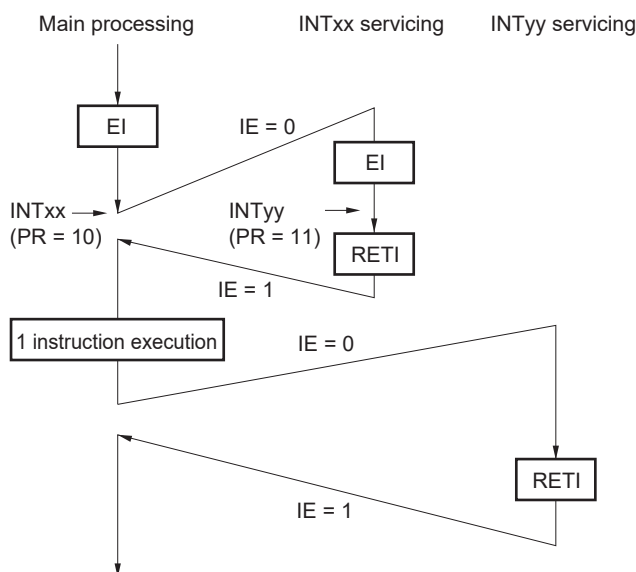 Main processing
INTxx servicing
INTyy servicing
EI
IE = 0
EI
INTxx
(PR = 10)
INTyy
(PR = 11)
RETI
IE = 1
1 instruction execution
IE = 0
RETI
IE = 1